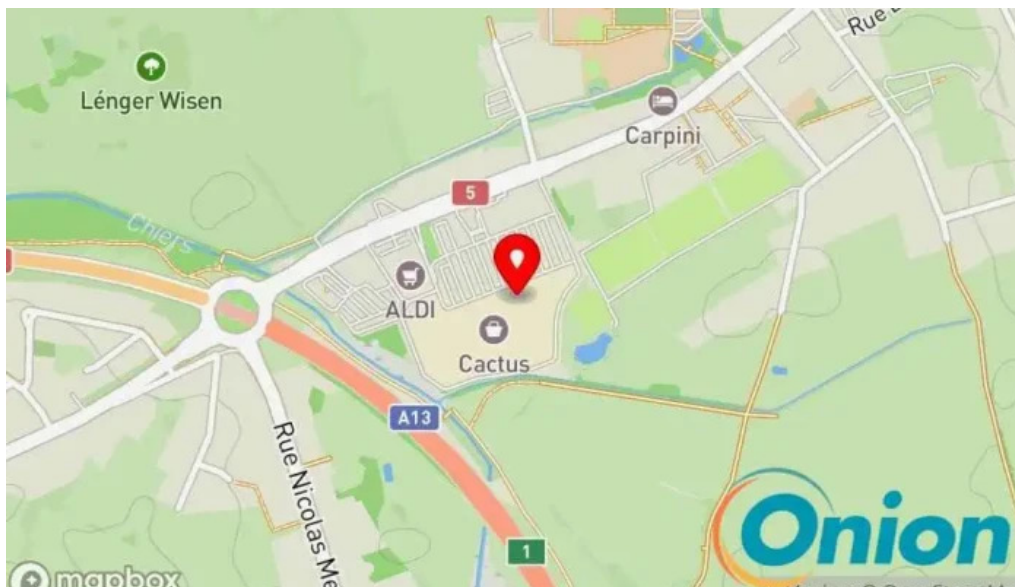 Rue
Lénger Wisen
Carpini
5
Chiers
ALDI
Cactus
A13
Rue Nicolas Me
1
Onion
mapbox